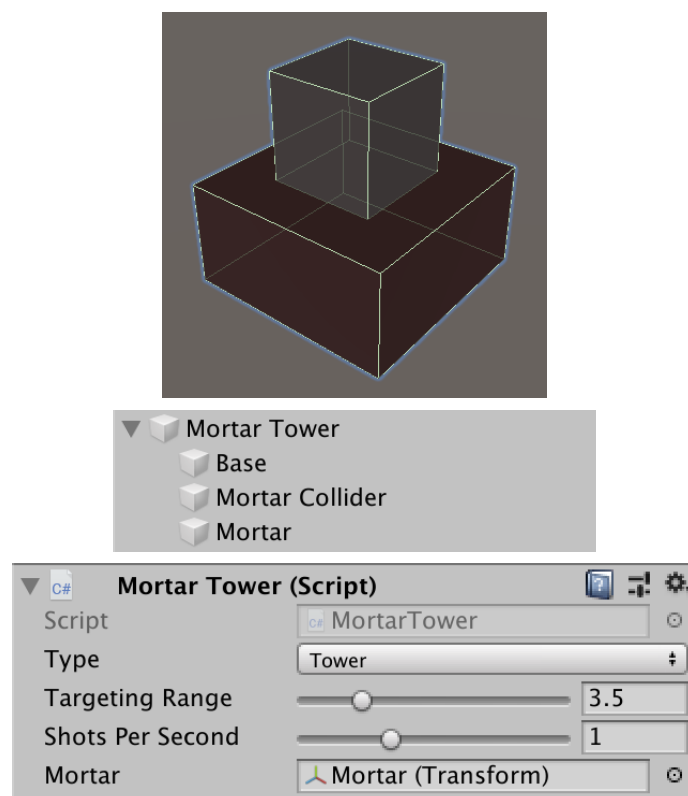 Mortar Tower
Base
Mortar Collider
Mortar
C# Mortar Tower (Script)
Script c# MortarTower
Type Tower
Targeting Range 3.5
Shots Per Second 1
Mortar Mortar (Transform)